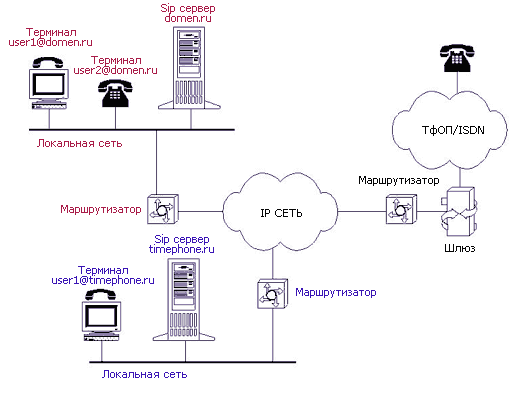 Sip сервер
domen.ru
Терминал
user1@domen.ru
Терминал
user2@domen.ru
Локальная сеть
ТфОП/ISDN
Маршрутизатор
Маршрутизатор
IP СЕТЬ
Шлюз
Sip сервер
timephone.ru
Терминал
user1@timephone.ru
Маршрутизатор
Локальная сеть